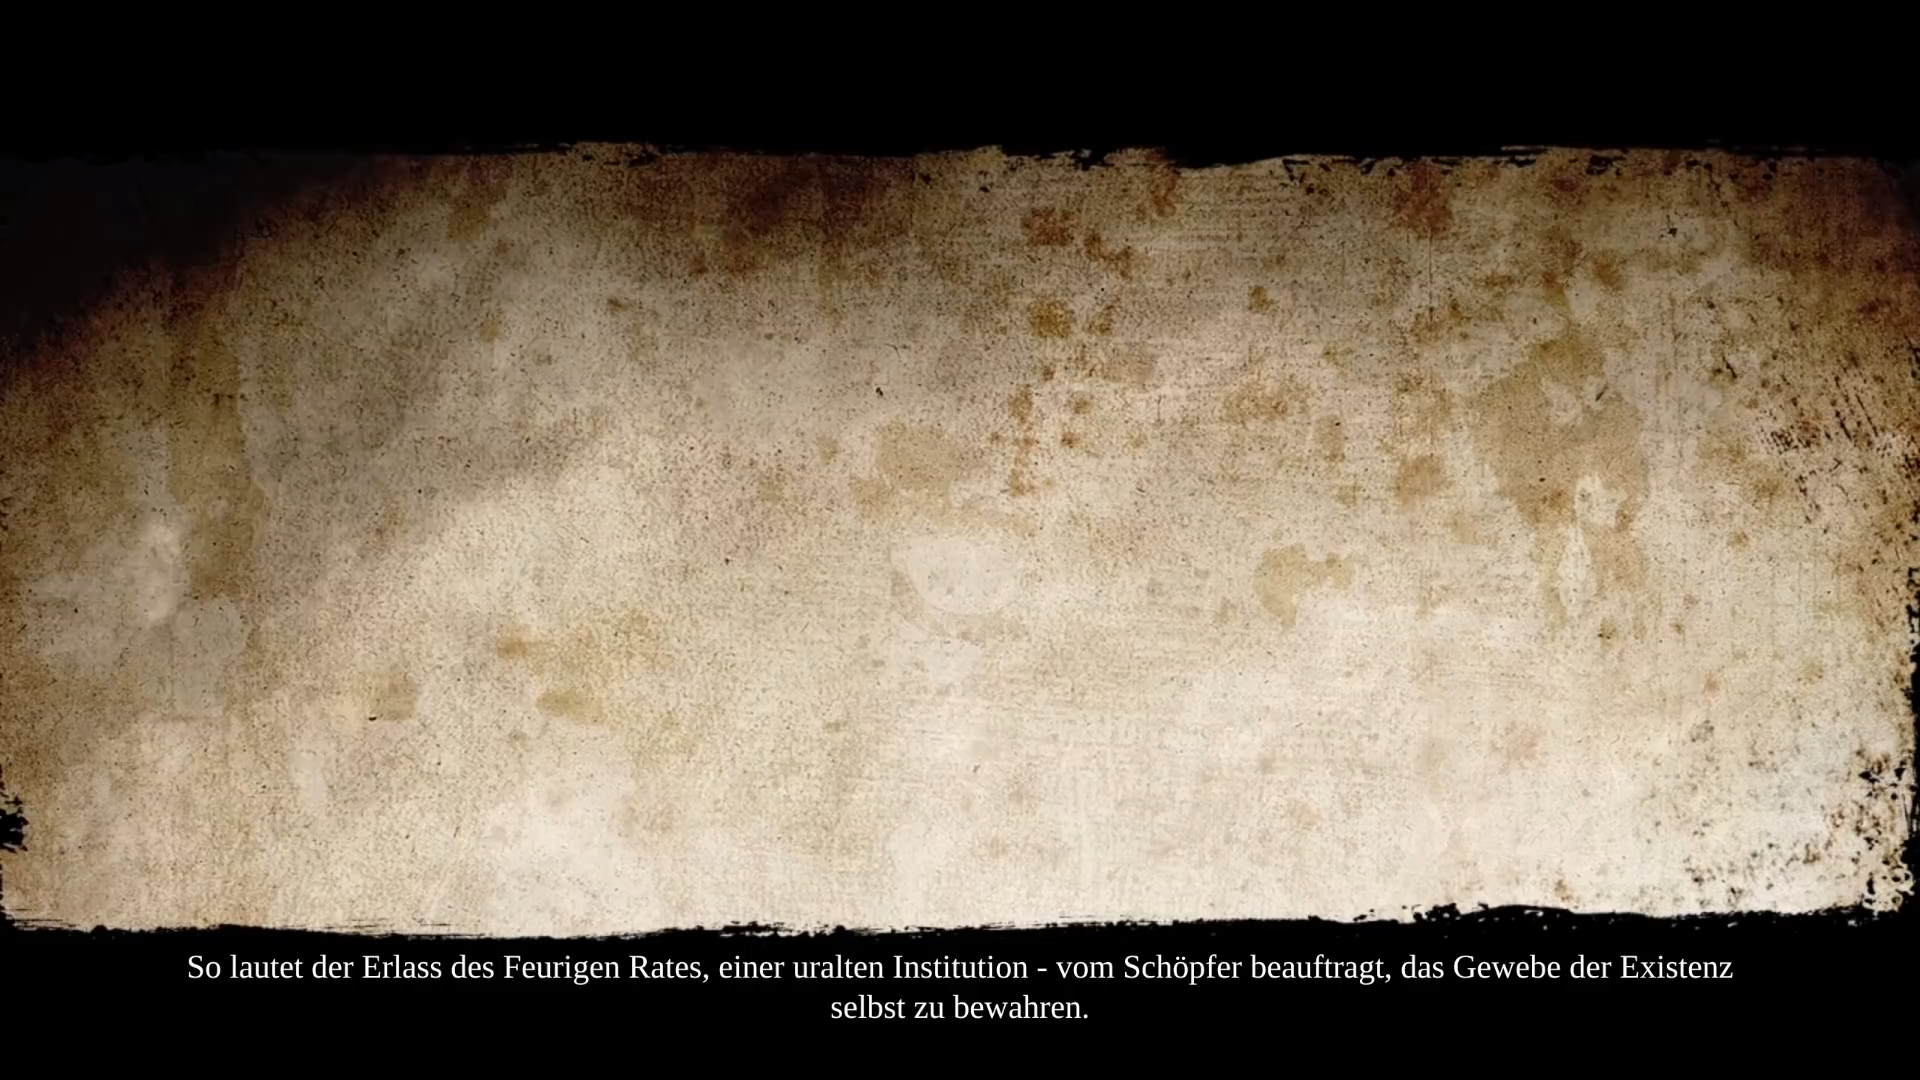 So lautet der Erlass des Feurigen Rates, einer uralten Institution - vom Schöpfer beauftragt, das Gewebe der Existenz
selbst zu bewahren.